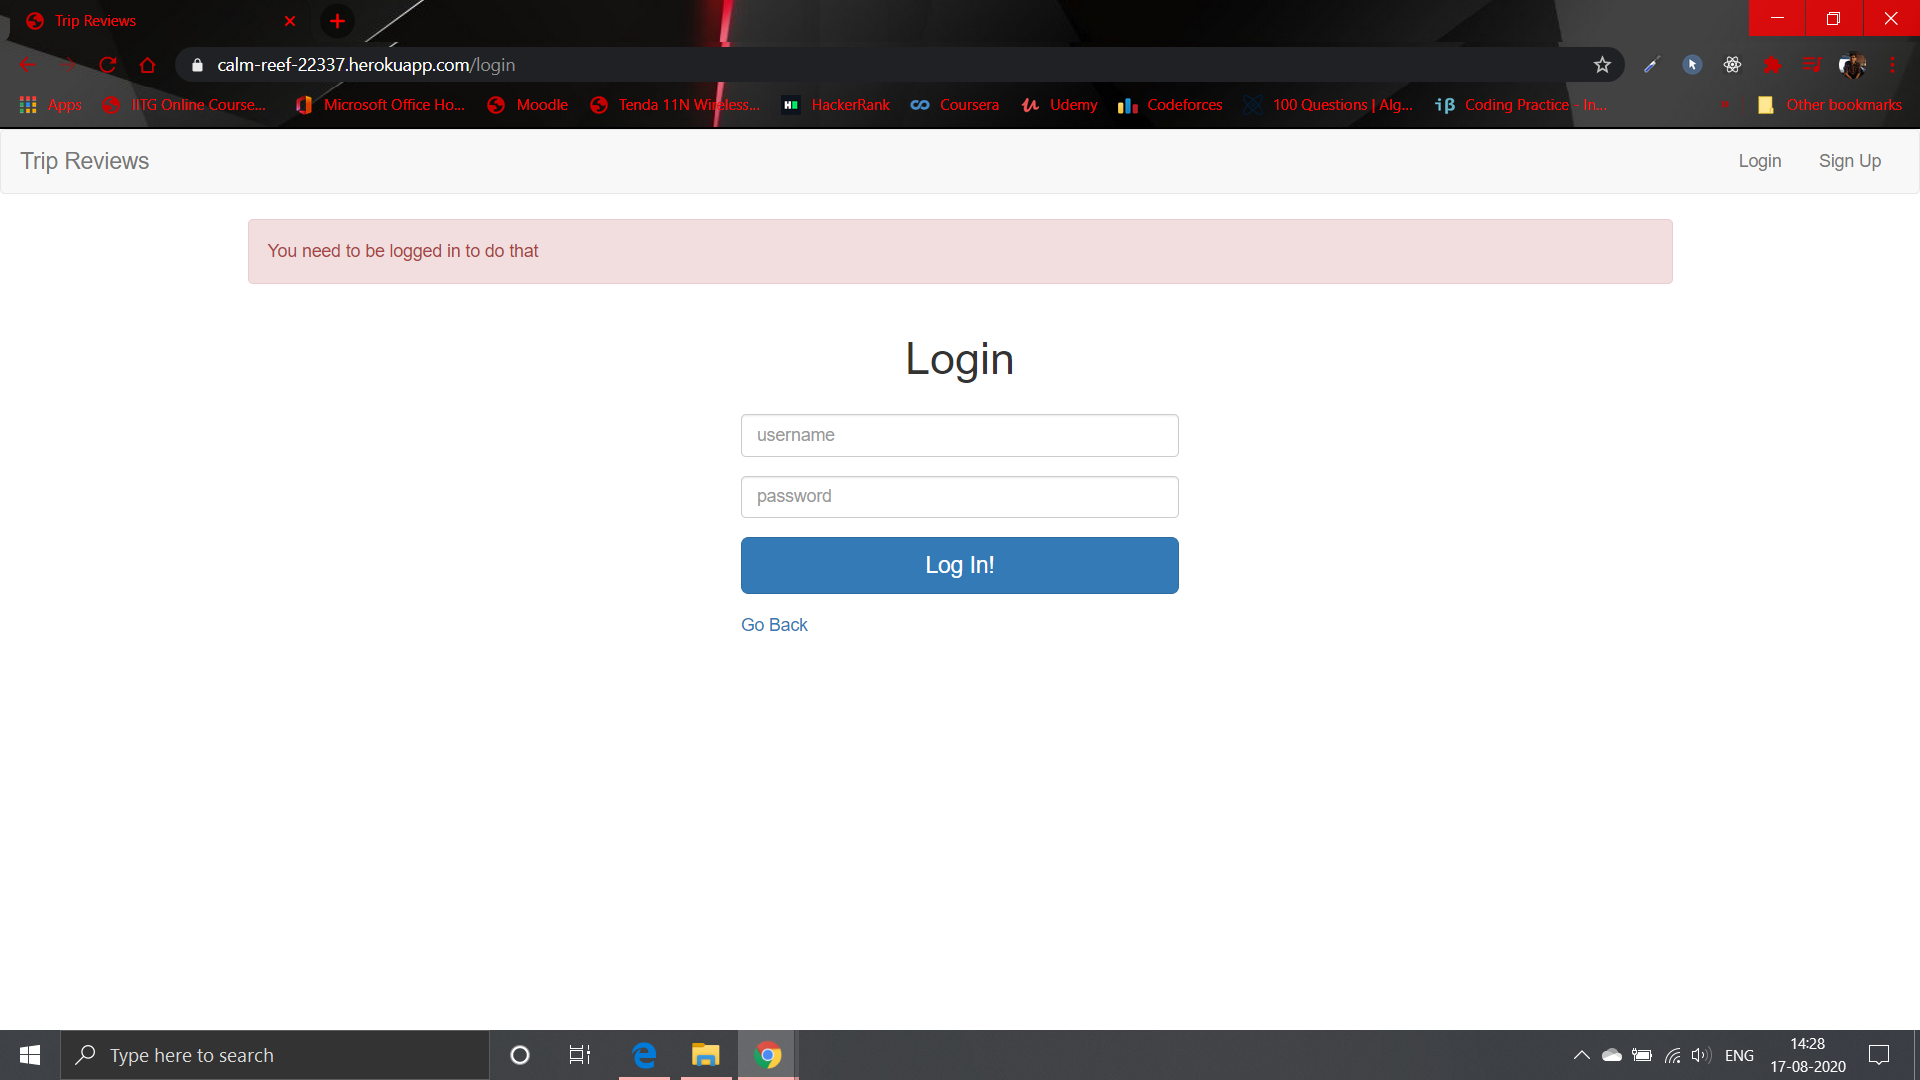 Trip Reviews
calm-reef-22337.herokuapp.com/login
Apps IITG Online Course... Microsoft Office Ho... Moodle Tenda 11N Wireless... HackerRank Coursera Udemy Codeforces 100 Questions | Alg... Coding Practice - In... » Other bookmarks
Trip Reviews Login Sign Up
You need to be logged in to do that
Login
username
password
Log In!
Go Back
Type here to search ENG 14:28
17-08-2020